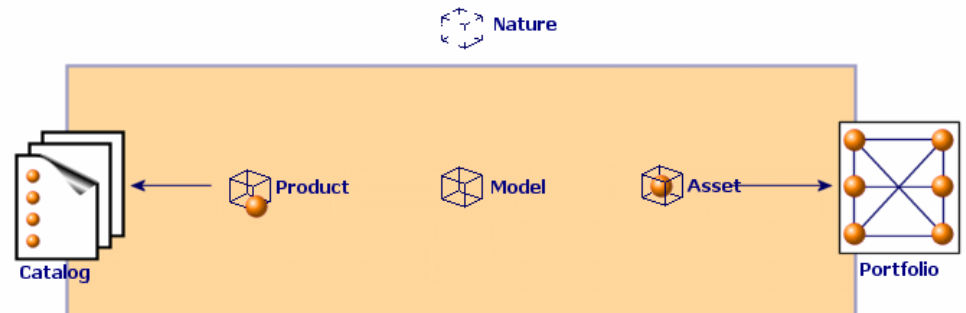 Nature
Product
Model
Asset
Catalog
Portfolio